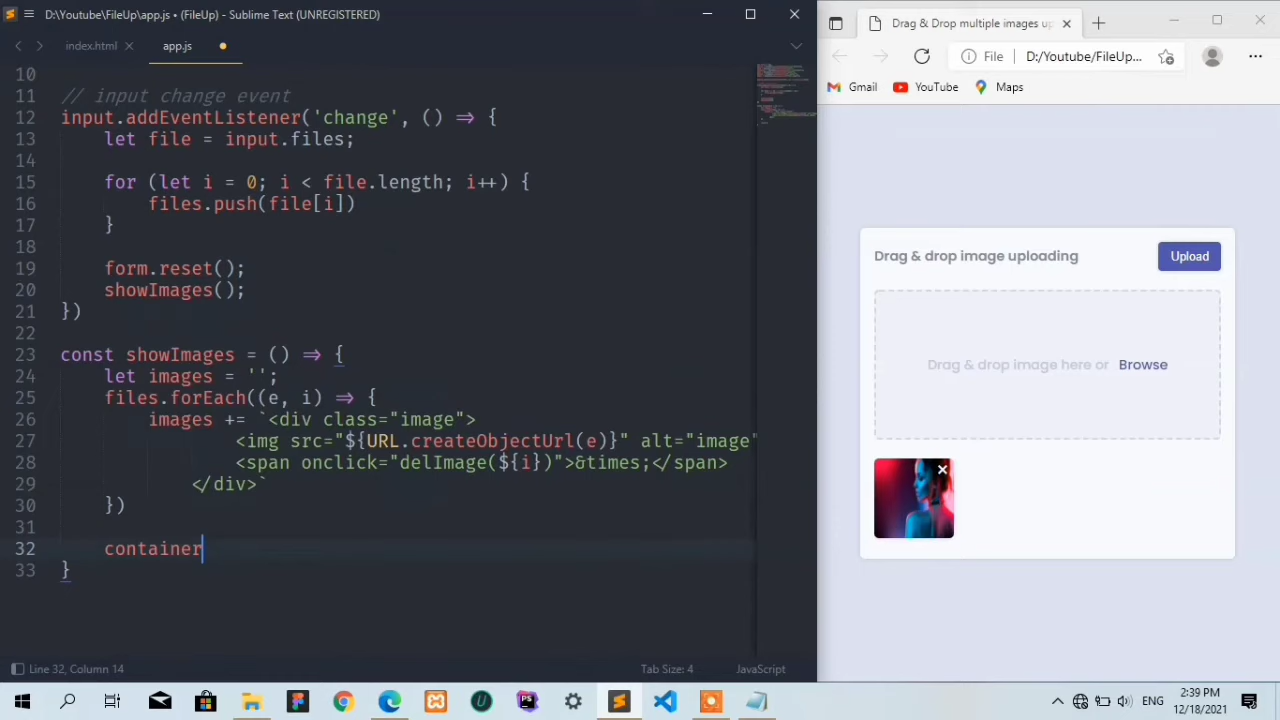 D:\Youtube\FileUp\app.js • (FileUp) - Sublime Text (UNREGISTERED)
index.html
app.js
10
11 input change event
12 input.addEventListener('change', () => {
13 let file = input.files;
14
15 for (let i = 0; i < file.length; i++) {
16 files.push(file[i])
17 }
18
19 form.reset();
20 showImages();
21 })
22
23 const showImages = () => {
24 let images = '';
25 files.forEach((e, i) => {
26 images += `<div class="image">
27 <img src="${URL.createObjectUrl(e)}" alt="image"
28 <span onclick="delImage(${i})">&times;</span>
29 </div>`
30 })
31
32 container
33 }
Line 32, Column 14
Tab Size: 4
JavaScript
Drag & Drop multiple images up
File
D:/Youtube/FileUp...
Gmail
YouTube
Maps
Drag & drop image uploading
Upload
Drag & drop image here or Browse
ENG
2:39 PM
12/18/2021